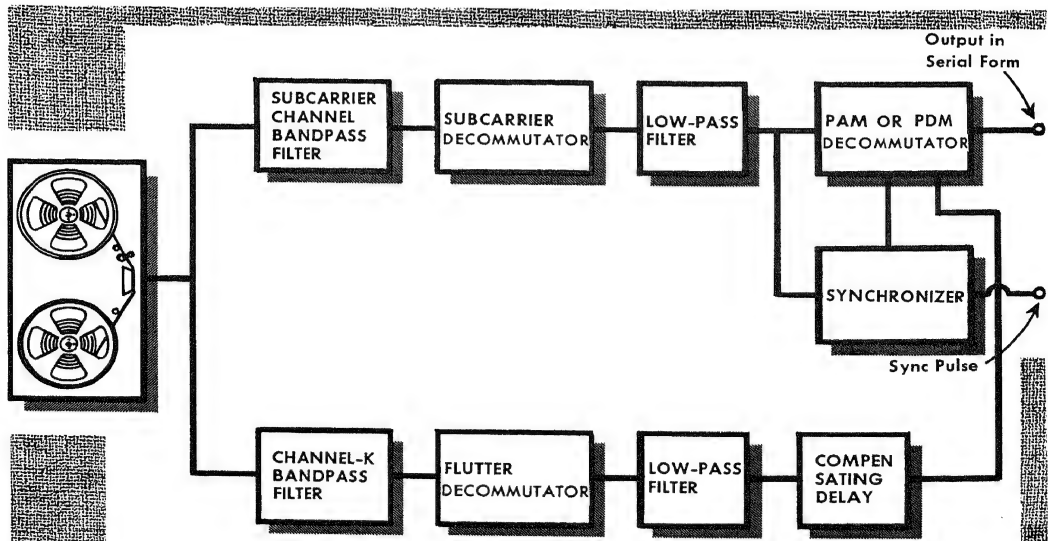 Output in
Serial Form
SUBCARRIER
CHANNEL
BANDPASS
FILTER
SUBCARRIER
DECOMMUTATOR
LOW-PASS
FILTER
PAM OR PDM
DECOMMUTATOR
SYNCHRONIZER
Sync Pulse
CHANNEL-K
BANDPASS
FILTER
FLUTTER
DECOMMUTATOR
LOW-PASS
FILTER
COMPEN
SATING
DELAY